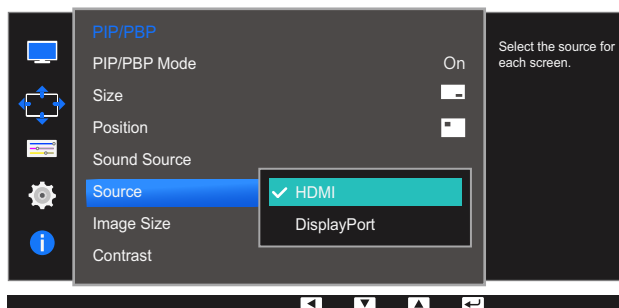 PIP/PBP
PIP/PBP Mode On
Size
Position
Sound Source
Source
HDMI
DisplayPort
Image Size
Contrast
Select the source for
each screen.
i